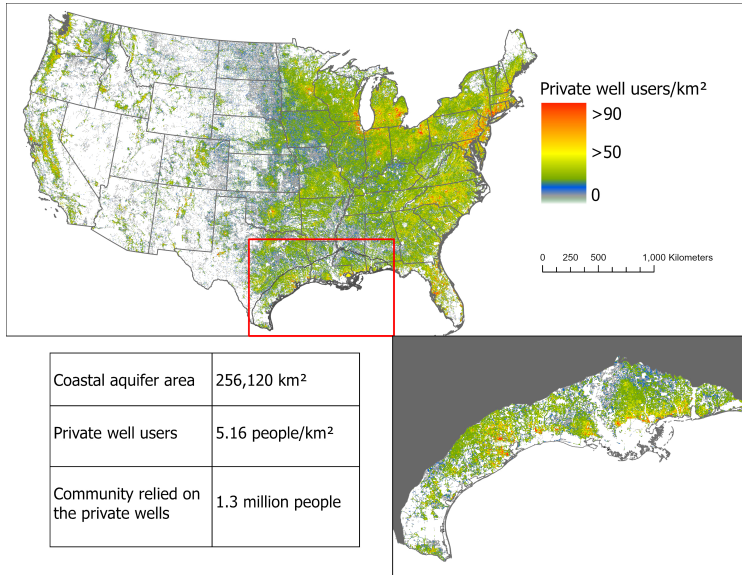 Private well users/km²
>90
>50
0
0 250 500 1,000 Kilometers
Coastal aquifer area 256,120 km²
Private well users 5.16 people/km²
Community relied on
the private wells 1.3 million people